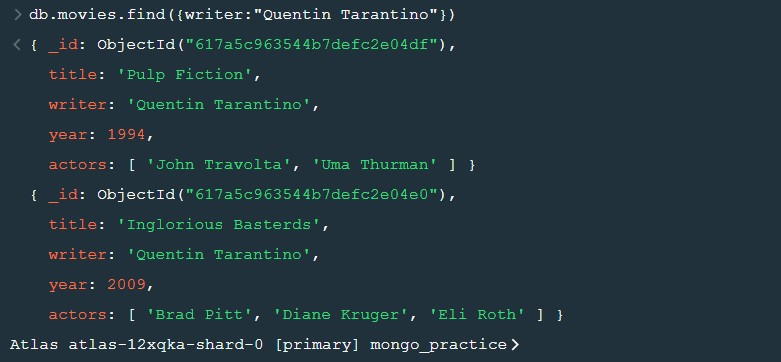 > db.movies.find({writer:"Quentin Tarantino"})
< { _id: ObjectId("617a5c963544b7defc2e04df"),
title: 'Pulp Fiction',
writer: 'Quentin Tarantino',
year: 1994,
actors: [ 'John Travolta', 'Uma Thurman' ] }
{ _id: ObjectId("617a5c963544b7defc2e04e0"),
title: 'Inglorious Basterds',
writer: 'Quentin Tarantino',
year: 2009,
actors: [ 'Brad Pitt', 'Diane Kruger', 'Eli Roth' ] }
Atlas atlas-12xqka-shard-0 [primary] mongo_practice>